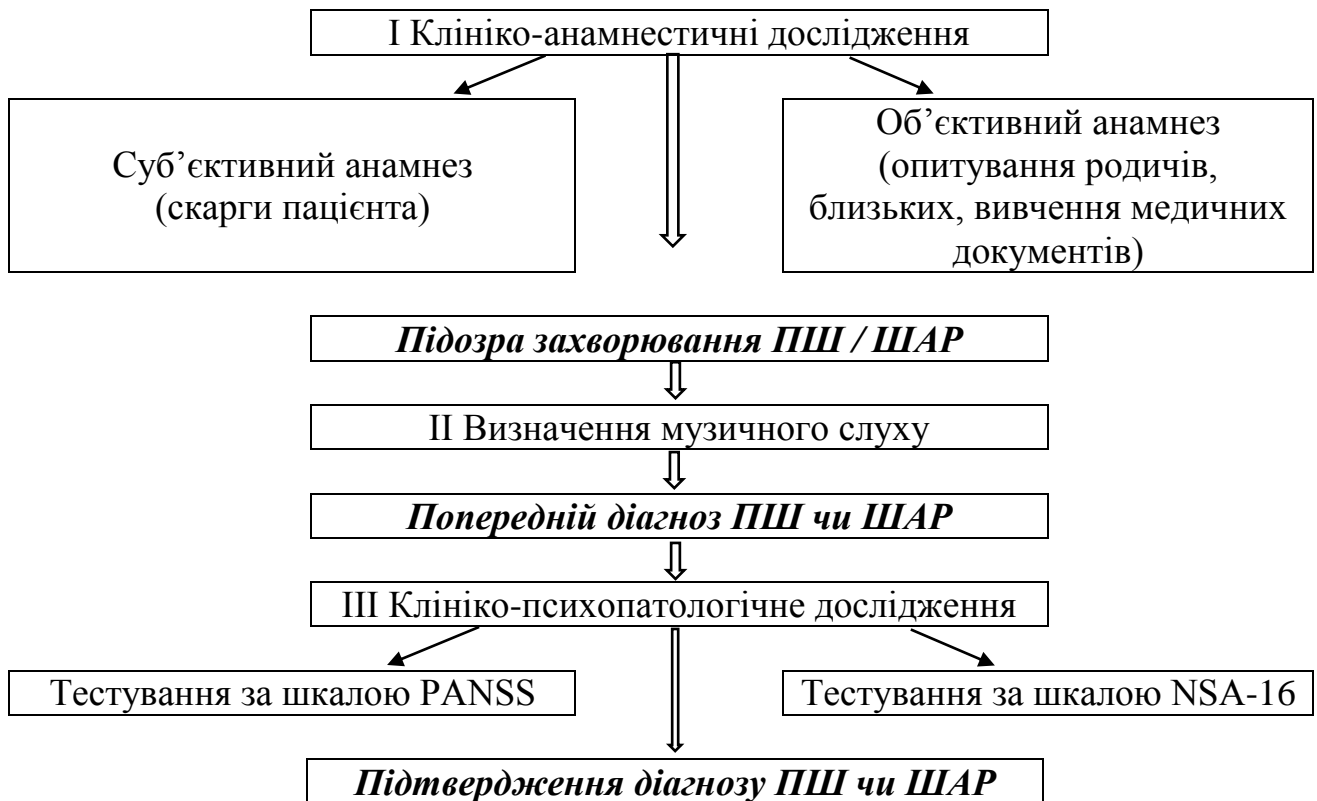 І Клініко-анамнестичні дослідження
Суб’єктивний анамнез
(скарги пацієнта)
Об’єктивний анамнез
(опитування родичів,
близьких, вивчення медичних
документів)
Підозра захворювання ПШ / ШАР
ІІ Визначення музичного слуху
Попередній діагноз ПШ чи ШАР
ІІІ Клініко-психопатологічне дослідження
Тестування за шкалою PANSS
Тестування за шкалою NSA-16
Підтвердження діагнозу ПШ чи ШАР